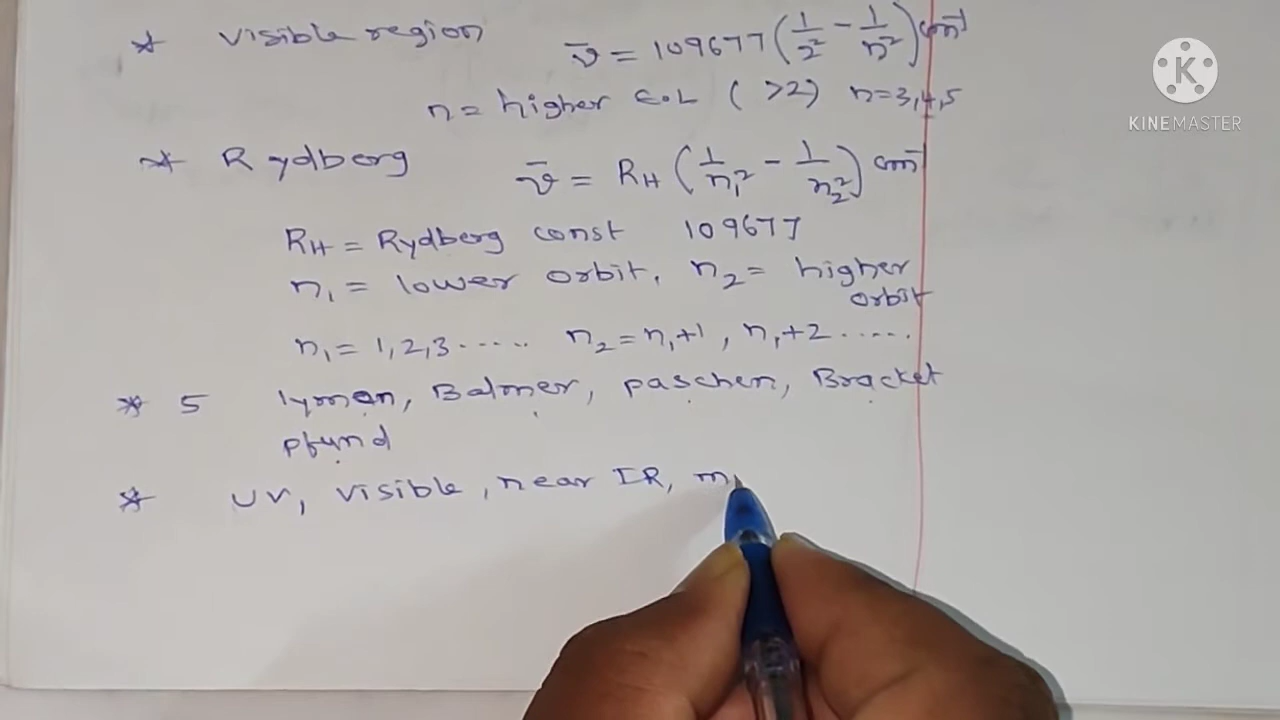 * visible region ν̄ = 109677 (1/2² − 1/n²) cm⁻¹
n = higher E.L (>2) n=3,4,5
* Rydberg ν̄ = R_H (1/n₁² − 1/n₂²) cm⁻¹
R_H = Rydberg const 109677
n₁ = lower orbit, n₂ = higher
orbit
n₁ = 1,2,3 ..... n₂ = n₁+1, n₁+2 .....
* 5 lyman, Balmer, paschen, Bracket
pfund
* UV, visible, near IR, m
K
KINEMASTER